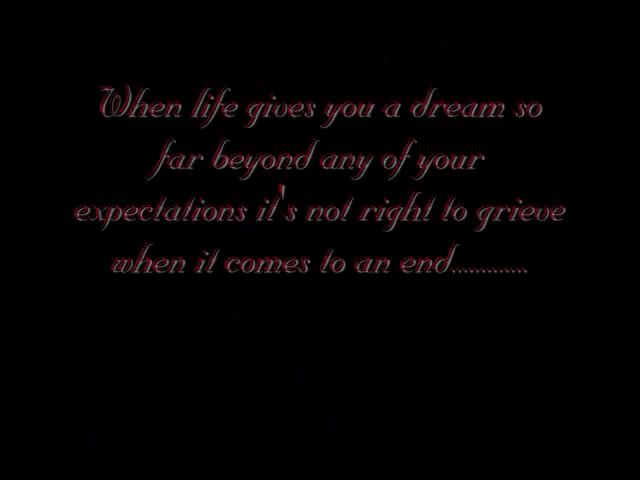 When life gives you a dream so
far beyond any of your
expectations it's not right to grieve
when it comes to an end.............